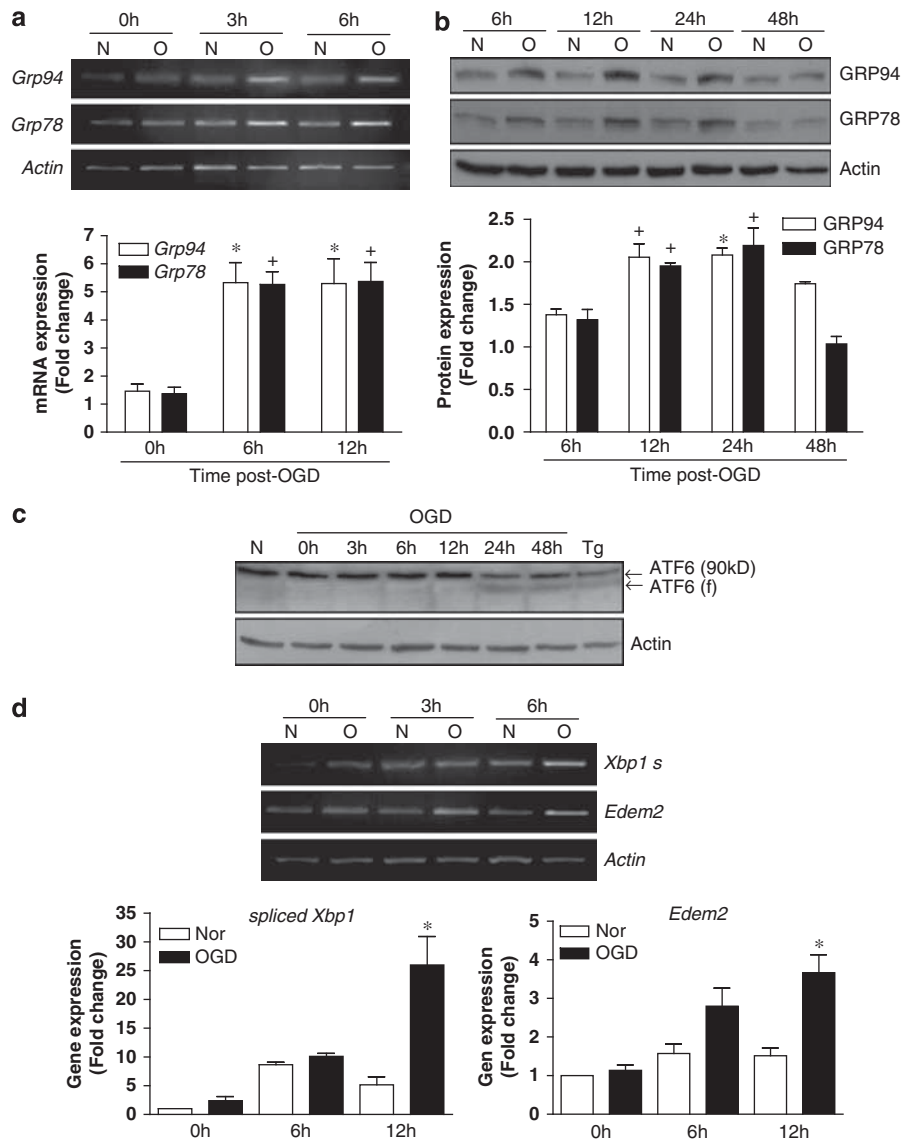 a
0h 3h 6h
N O N O N O
Grp94
Grp78
Actin
7
6
5
4
3
2
1
0
mRNA expression
(Fold change)
Grp94
Grp78
* + * +
0h 6h 12h
Time post-OGD
b
6h 12h 24h 48h
N O N O N O N O
GRP94
GRP78
Actin
2.5
2.0
1.5
1.0
0.5
0.0
Protein expression
(Fold change)
GRP94
GRP78
+ + * +
6h 12h 24h 48h
Time post-OGD
c
OGD
N 0h 3h 6h 12h 24h 48h Tg
← ATF6 (90kD)
← ATF6 (f)
Actin
d
0h 3h 6h
N O N O N O
Xbp1 s
Edem2
Actin
spliced Xbp1
35
30
25
20
15
10
5
0
Gene expression
(Fold change)
Nor
OGD
*
0h 6h 12h
Edem2
5
4
3
2
1
0
Gen expression
(Fold change)
Nor
OGD
*
0h 6h 12h